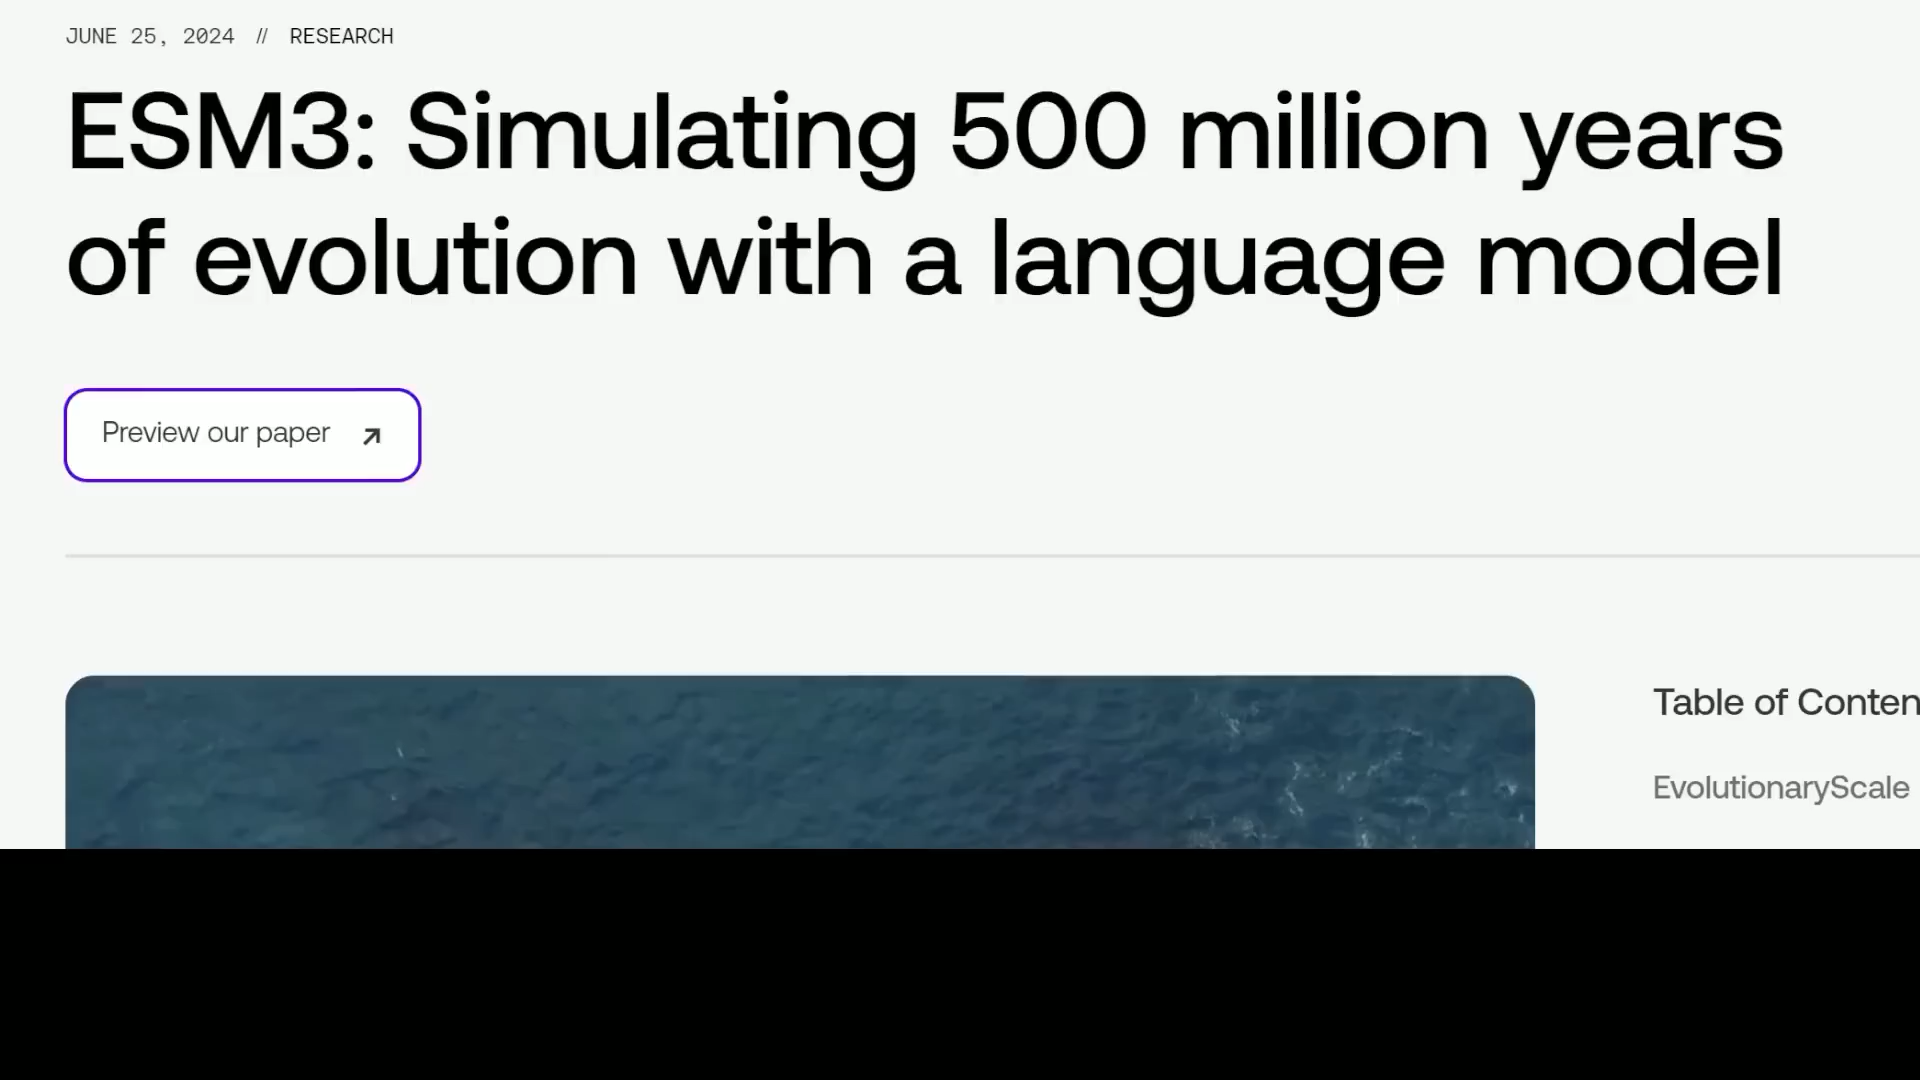 JUNE 25, 2024 // RESEARCH
ESM3: Simulating 500 million years
of evolution with a language model
Preview our paper
Table of Conten
EvolutionaryScale